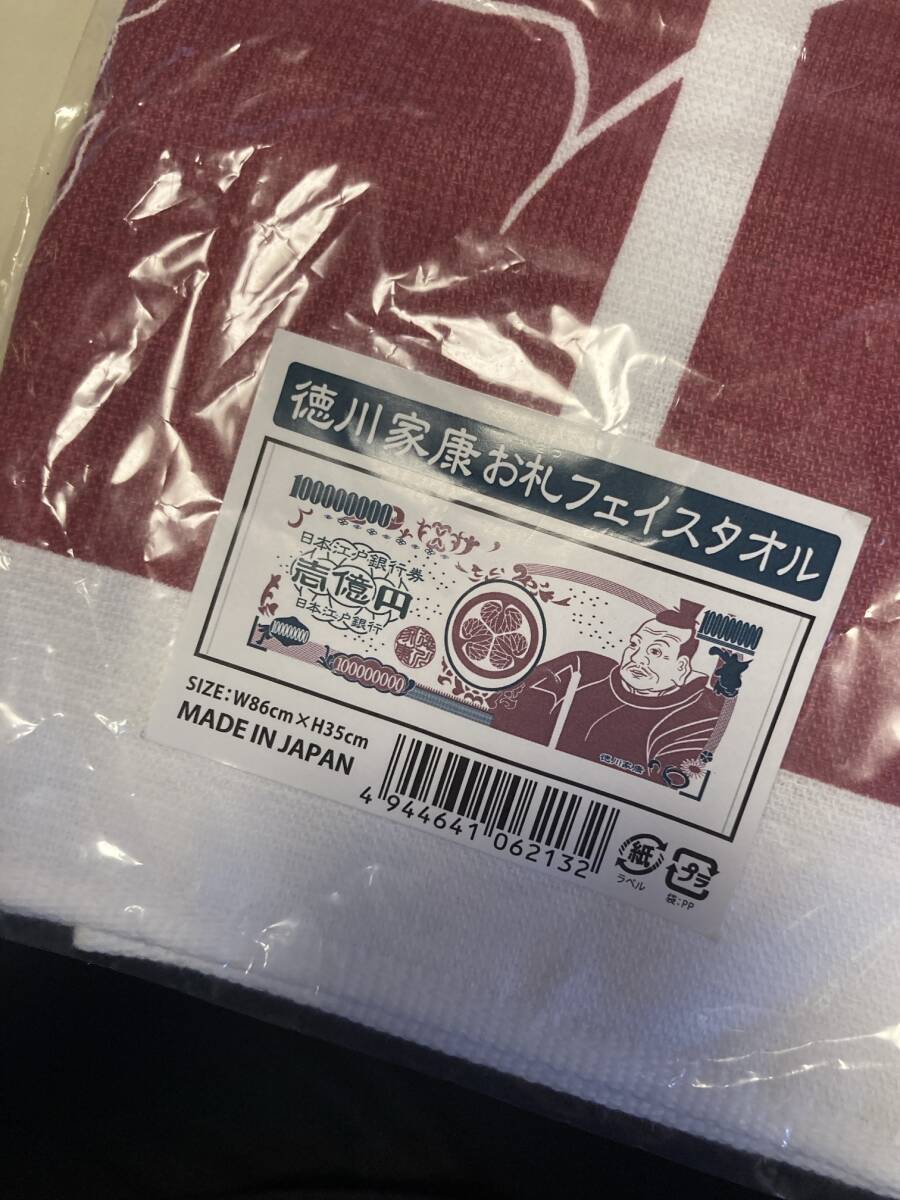 徳川家康お札フェイスタオル
さつ
100000000
日本江戸銀行券
壱億円
日本江戸銀行
100000000
100000000
100000000
徳川家康
SIZE:W86cm×H35cm
MADE IN JAPAN
4 944641 062132
紙
ラベル
プラ
袋:PP